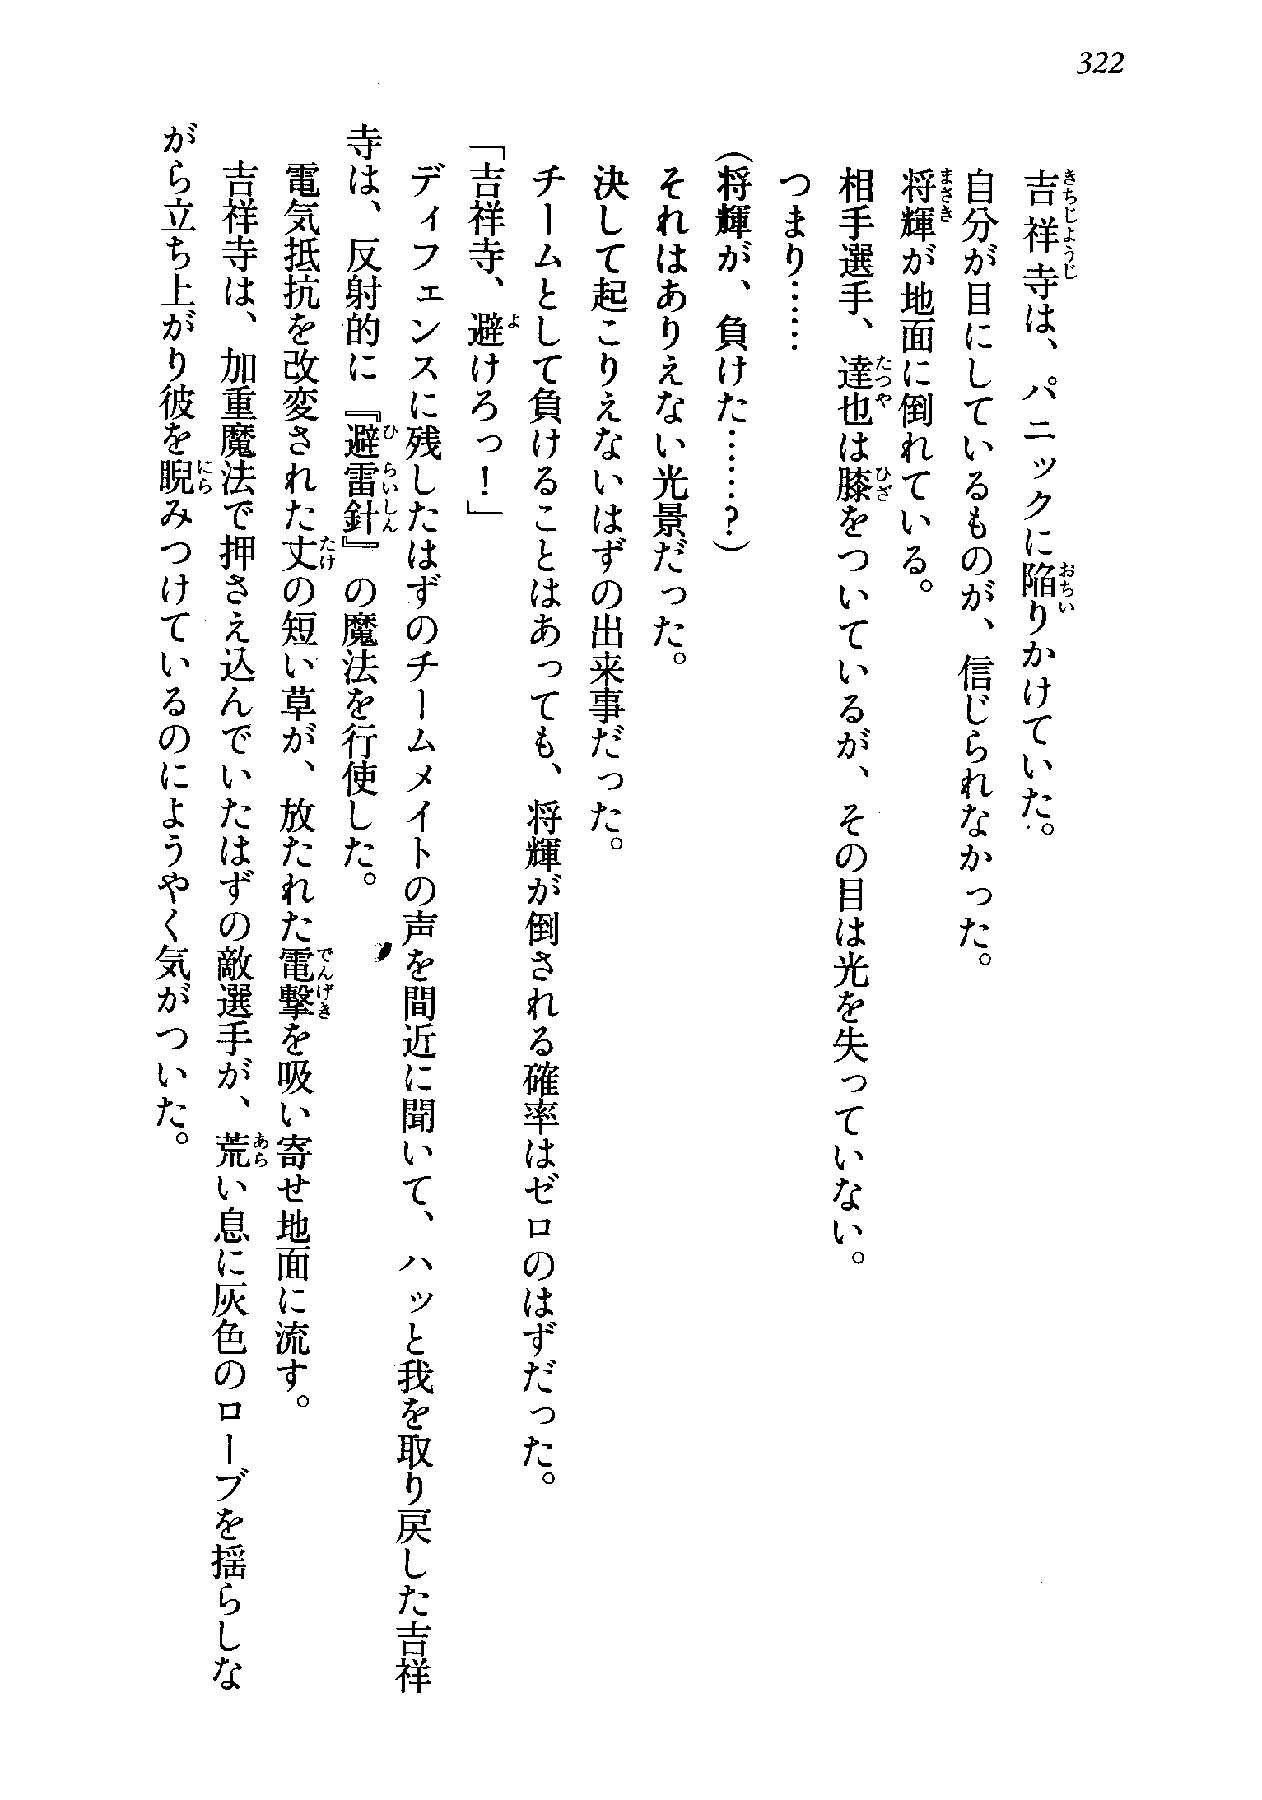 322
吉祥寺は、パニックに陥りかけていた。
自分が目にしているものが、信じられなかった。
将輝が地面に倒れている。
相手選手、達也は膝をついているが、その目は光を失っていない。
つまり……
（将輝が、負けた……？）
それはありえない光景だった。
決して起こりえないはずの出来事だった。
チームとして負けることはあっても、将輝が倒される確率はゼロのはずだった。
「吉祥寺、避けろっ！」
ディフェンスに残したはずのチームメイトの声を間近に聞いて、ハッと我を取り戻した吉祥
寺は、反射的に『避雷針』の魔法を行使した。
電気抵抗を改変された丈の短い草が、放たれた電撃を吸い寄せ地面に流す。
吉祥寺は、加重魔法で押さえ込んでいたはずの敵選手が、荒い息に灰色のローブを揺らしな
がら立ち上がり彼を睨みつけているのにようやく気がついた。